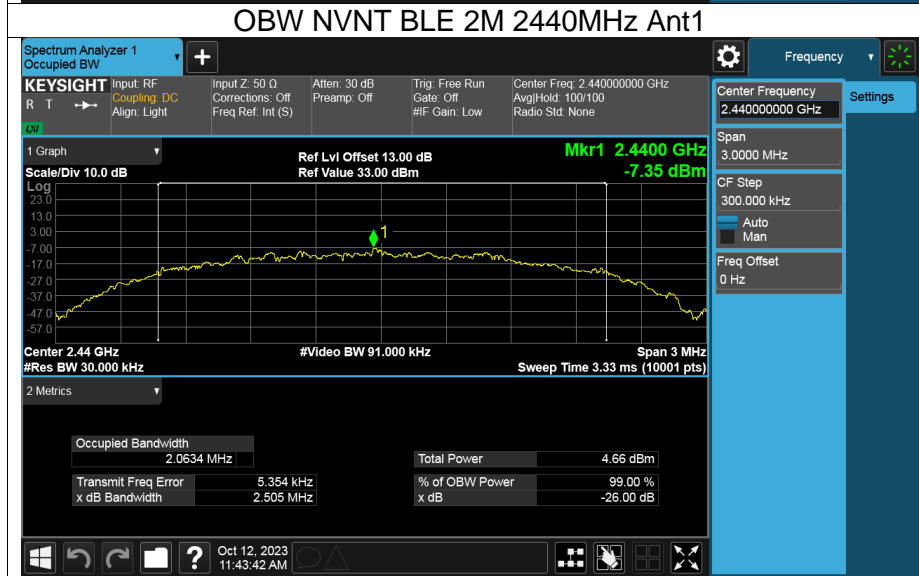 OBW NVNT BLE 2M 2440MHz Ant1
Spectrum Analyzer 1
Occupied BW
+
Frequency
KEYSIGHT
R T
LXI
Input: RF
Coupling: DC
Align: Light
Input Z: 50 Ω
Corrections: Off
Freq Ref: Int (S)
Atten: 30 dB
Preamp: Off
Trig: Free Run
Gate: Off
#IF Gain: Low
Center Freq: 2.440000000 GHz
Avg|Hold: 100/100
Radio Std: None
Center Frequency
2.440000000 GHz
Settings
Span
3.0000 MHz
CF Step
300.000 kHz
Auto
Man
Freq Offset
0 Hz
1 Graph
Scale/Div 10.0 dB
Ref Lvl Offset 13.00 dB
Ref Value 33.00 dBm
Mkr1 2.4400 GHz
-7.35 dBm
Log
23.0
13.0
3.00
-7.00
-17.0
-27.0
-37.0
-47.0
-57.0
1
Center 2.44 GHz
#Res BW 30.000 kHz
#Video BW 91.000 kHz
Span 3 MHz
Sweep Time 3.33 ms (10001 pts)
2 Metrics
Occupied Bandwidth
2.0634 MHz
Total Power 4.66 dBm
Transmit Freq Error 5.354 kHz
% of OBW Power 99.00 %
x dB Bandwidth 2.505 MHz
x dB -26.00 dB
?
Oct 12, 2023
11:43:42 AM